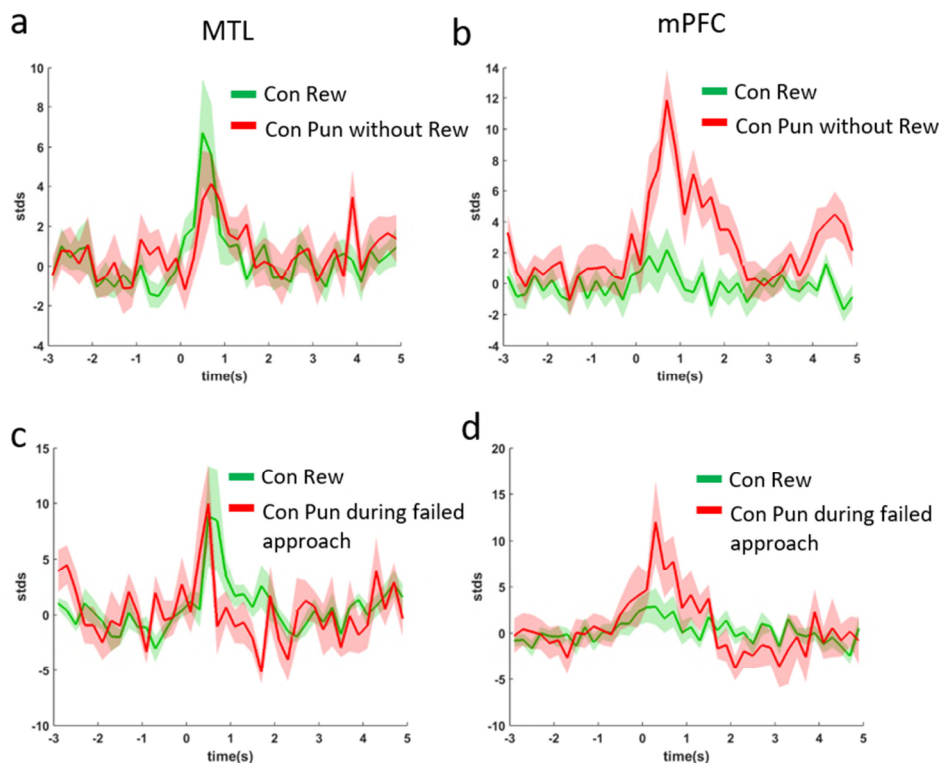 a
MTL
10
8
6
4
2
0
-2
-4
stds
Con Rew
Con Pun without Rew
-3 -2 -1 0 1 2 3 4 5
time(s)
b
mPFC
14
12
10
8
6
4
2
0
-2
-4
stds
Con Rew
Con Pun without Rew
-3 -2 -1 0 1 2 3 4 5
time(s)
c
15
10
5
0
-5
-10
stds
Con Rew
Con Pun during failed
approach
-3 -2 -1 0 1 2 3 4 5
time(s)
d
20
15
10
5
0
-5
-10
stds
Con Rew
Con Pun during failed
approach
-3 -2 -1 0 1 2 3 4 5
time(s)